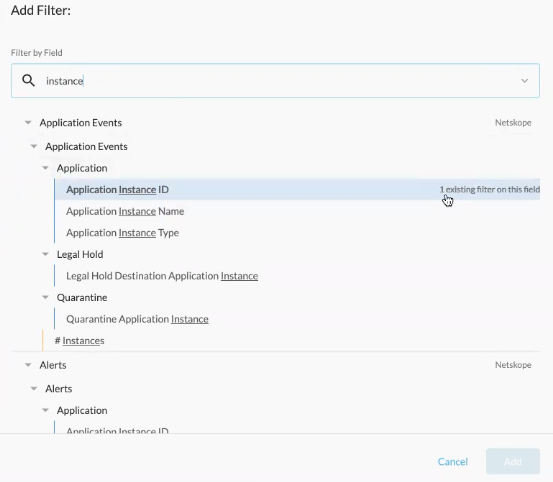 Add Filter:
Filter by Field
instance
Application Events Netskope
Application Events
Application
Application Instance ID 1 existing filter on this field
Application Instance Name
Application Instance Type
Legal Hold
Legal Hold Destination Application Instance
Quarantine
Quarantine Application Instance
# Instances
Alerts Netskope
Alerts
Application
Application Instance ID
Cancel Add